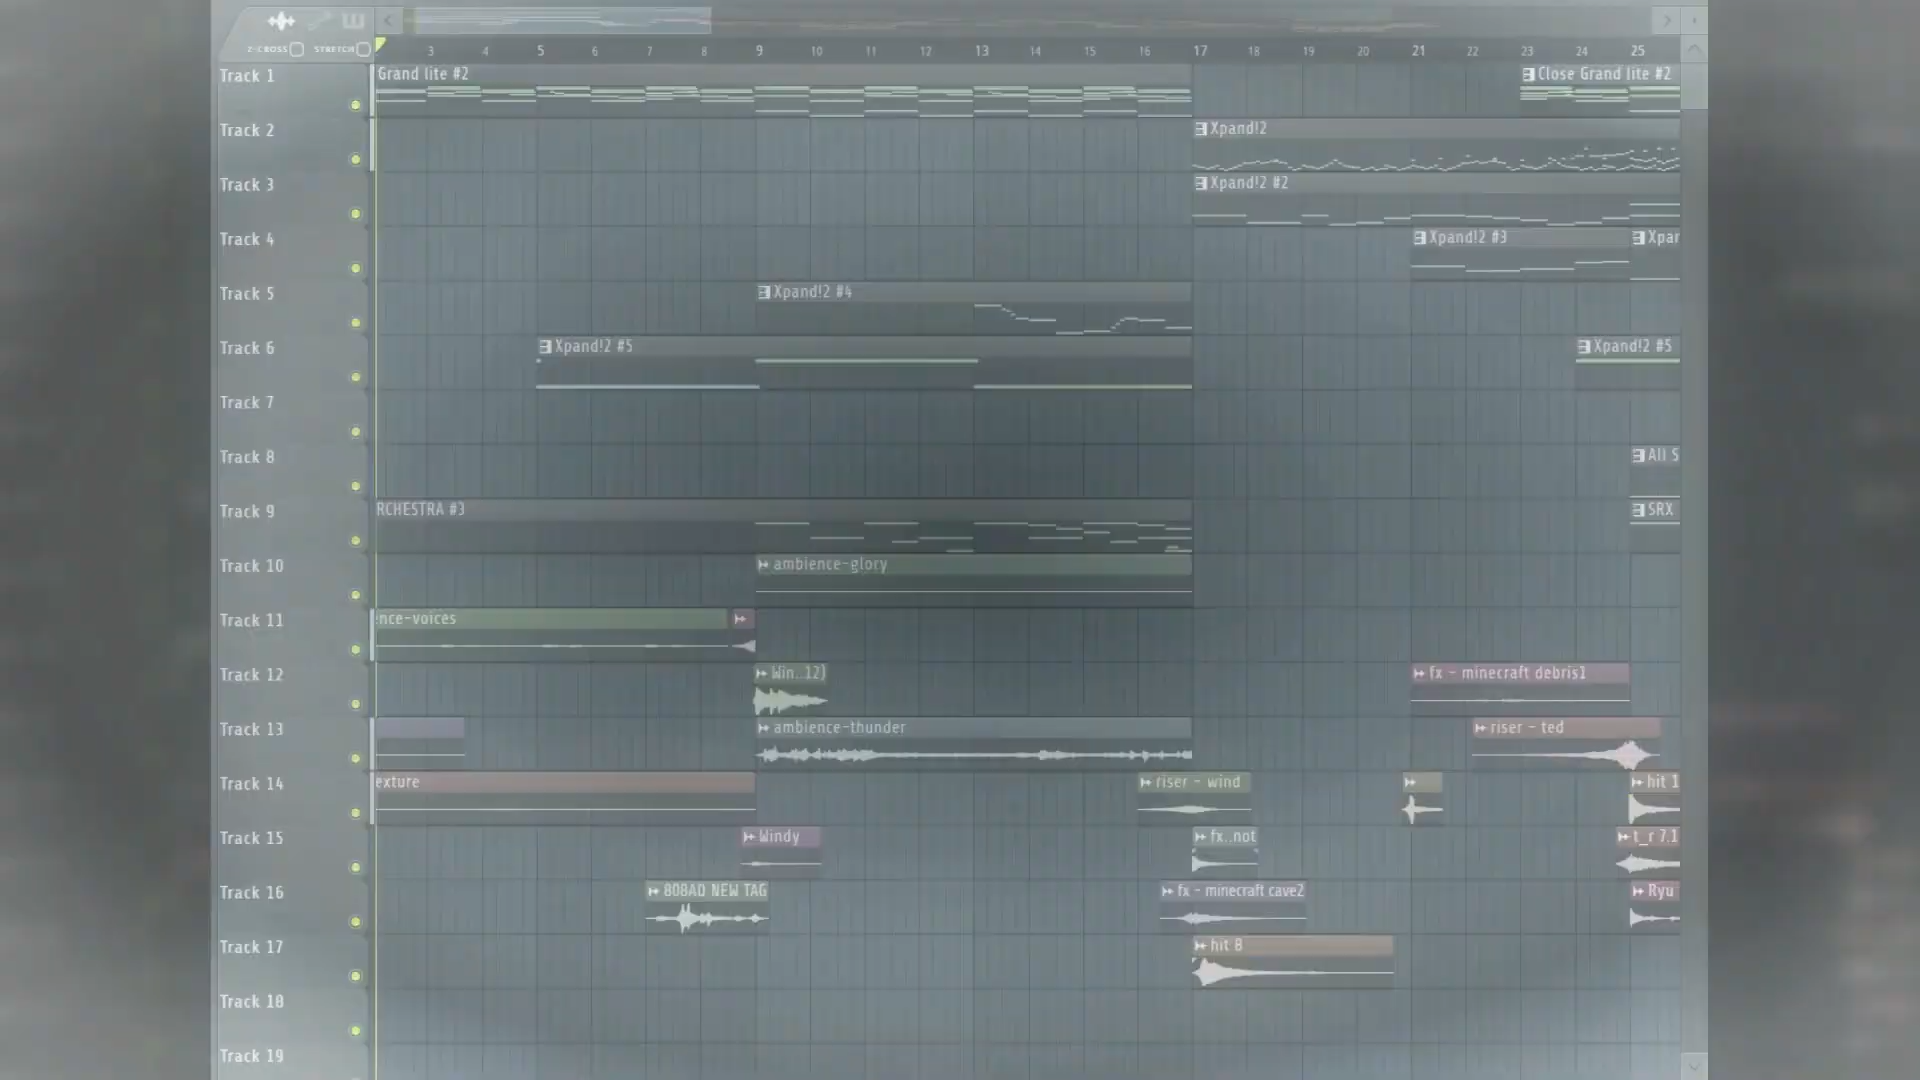 Z-CROSS STRETCH 3 4 5 6 7 8 9 10 11 12 13 14 15 16 17 18 19 20 21 22 23 24 25
Track 1 Grand lite #2 Close Grand lite #2
Track 2 Xpand!2
Track 3 Xpand!2 #2
Track 4 Xpand!2 #3 Xpan
Track 5 Xpand!2 #4
Track 6 Xpand!2 #5 Xpand!2 #5
Track 7
Track 8 All S
Track 9 RCHESTRA #3 SRX
Track 10 ambience-glory
Track 11 nce-voices
Track 12 Win..12) fx - minecraft debris1
Track 13 ambience-thunder riser - ted
Track 14 exture riser - wind hit 1
Track 15 Windy fx..not t_r 7.1
Track 16 808AD NEW TAG fx - minecraft cave2 Ryu
Track 17 hit 8
Track 18
Track 19